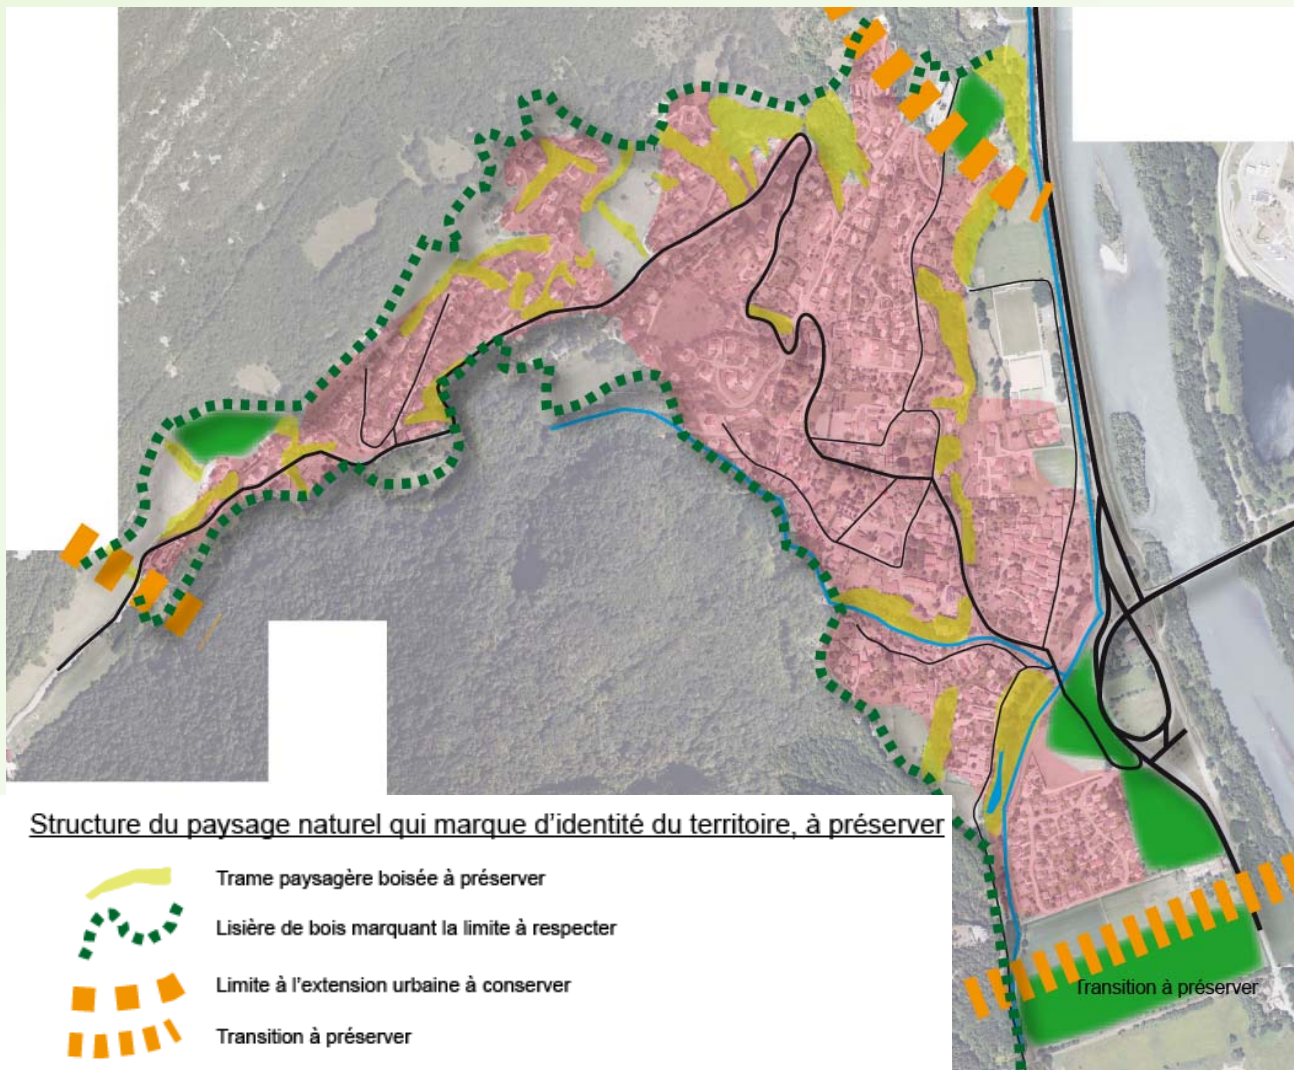 Structure du paysage naturel qui marque d'identité du territoire, à préserver
Trame paysagère boisée à préserver
Lisière de bois marquant la limite à respecter
Limite à l'extension urbaine à conserver
Transition à préserver
Transition à préserver